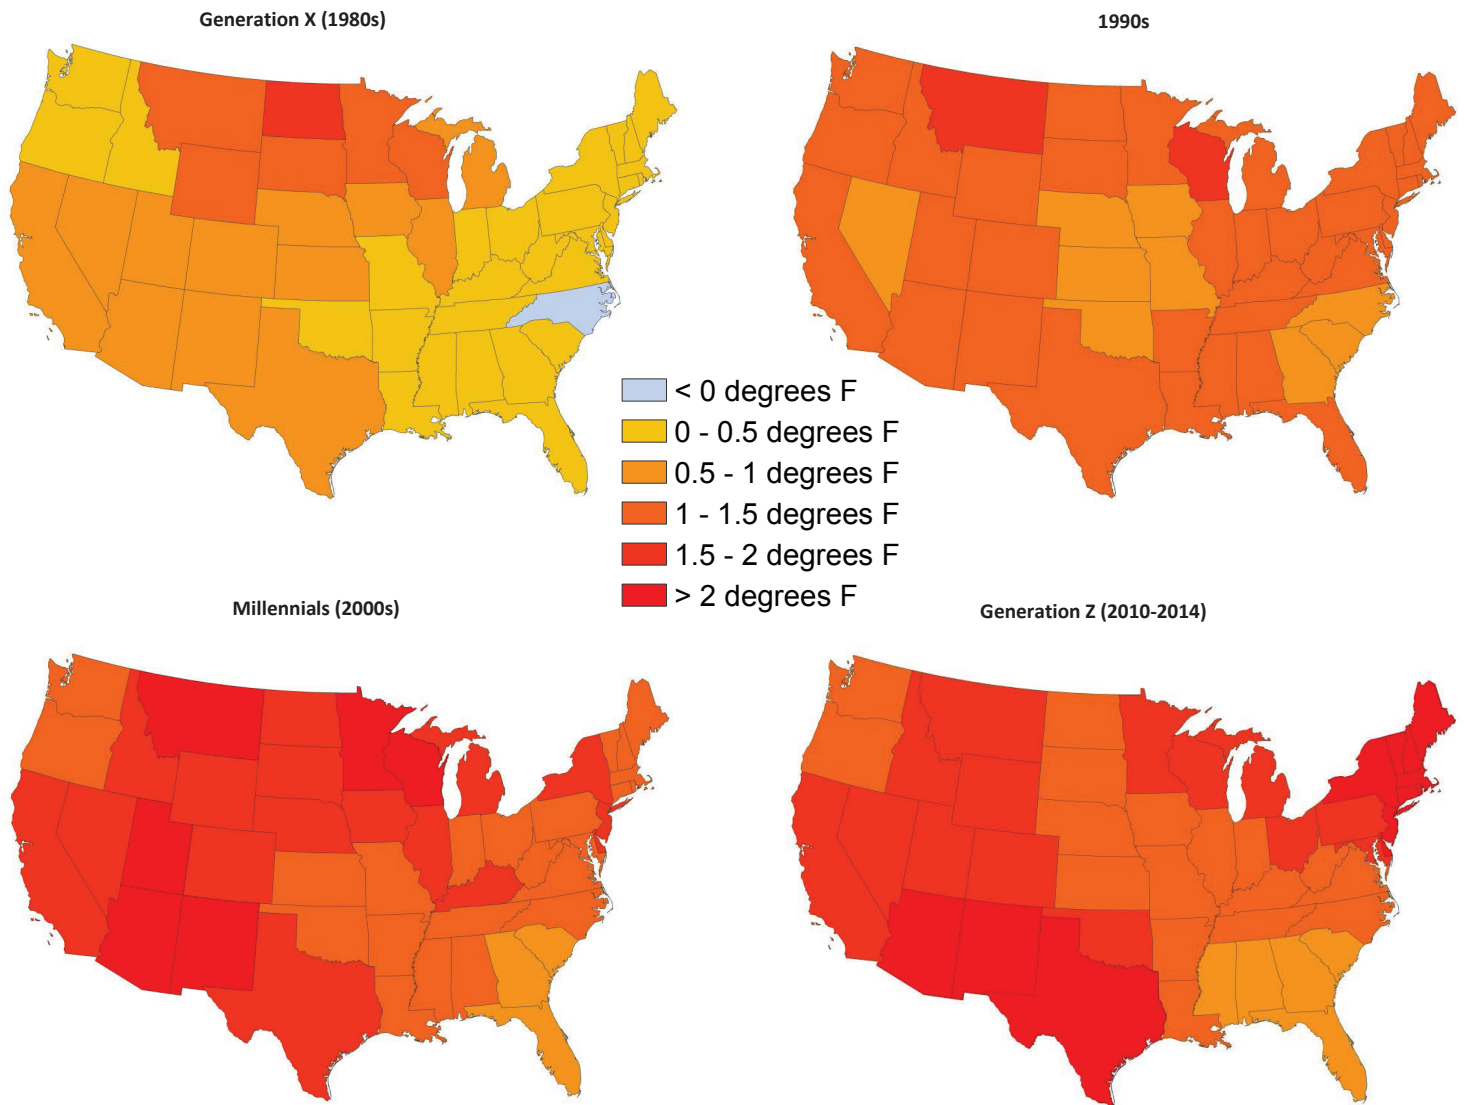 Generation X (1980s)
1990s
< 0 degrees F
0 - 0.5 degrees F
0.5 - 1 degrees F
1 - 1.5 degrees F
1.5 - 2 degrees F
> 2 degrees F
Millennials (2000s)
Generation Z (2010-2014)